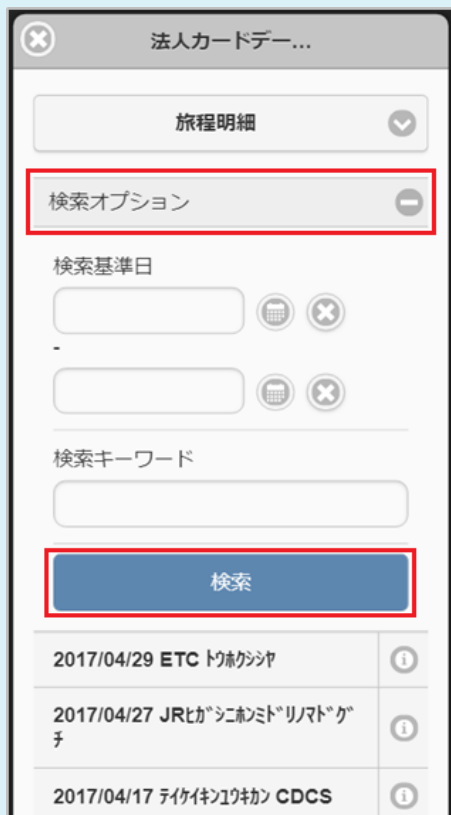 法人カードデー...
旅程明細
検索オプション
検索基準日
-
検索キーワード
検索
2017/04/29 ETC ﾄｳﾎｸｼｼﾔ
2017/04/27 JRﾋｶﾞｼﾆﾎﾝﾐﾄﾞﾘﾉﾏﾄﾞｸﾞ
ﾁ
2017/04/17 ﾃｲｹｲｷﾝﾕｳｷｶﾝ CDCS